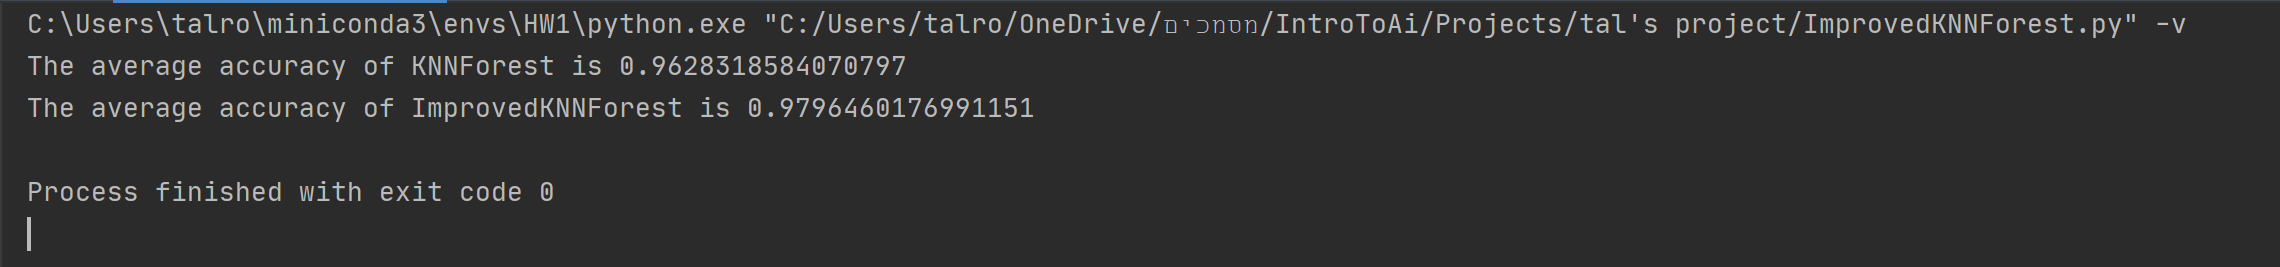 C:\Users\talro\miniconda3\envs\HW1\python.exe "C:/Users/talro/OneDrive/מסמכים/IntroToAi/Projects/tal's project/ImprovedKNNForest.py" -v
The average accuracy of KNNForest is 0.9628318584070797
The average accuracy of ImprovedKNNForest is 0.9796460176991151
Process finished with exit code 0